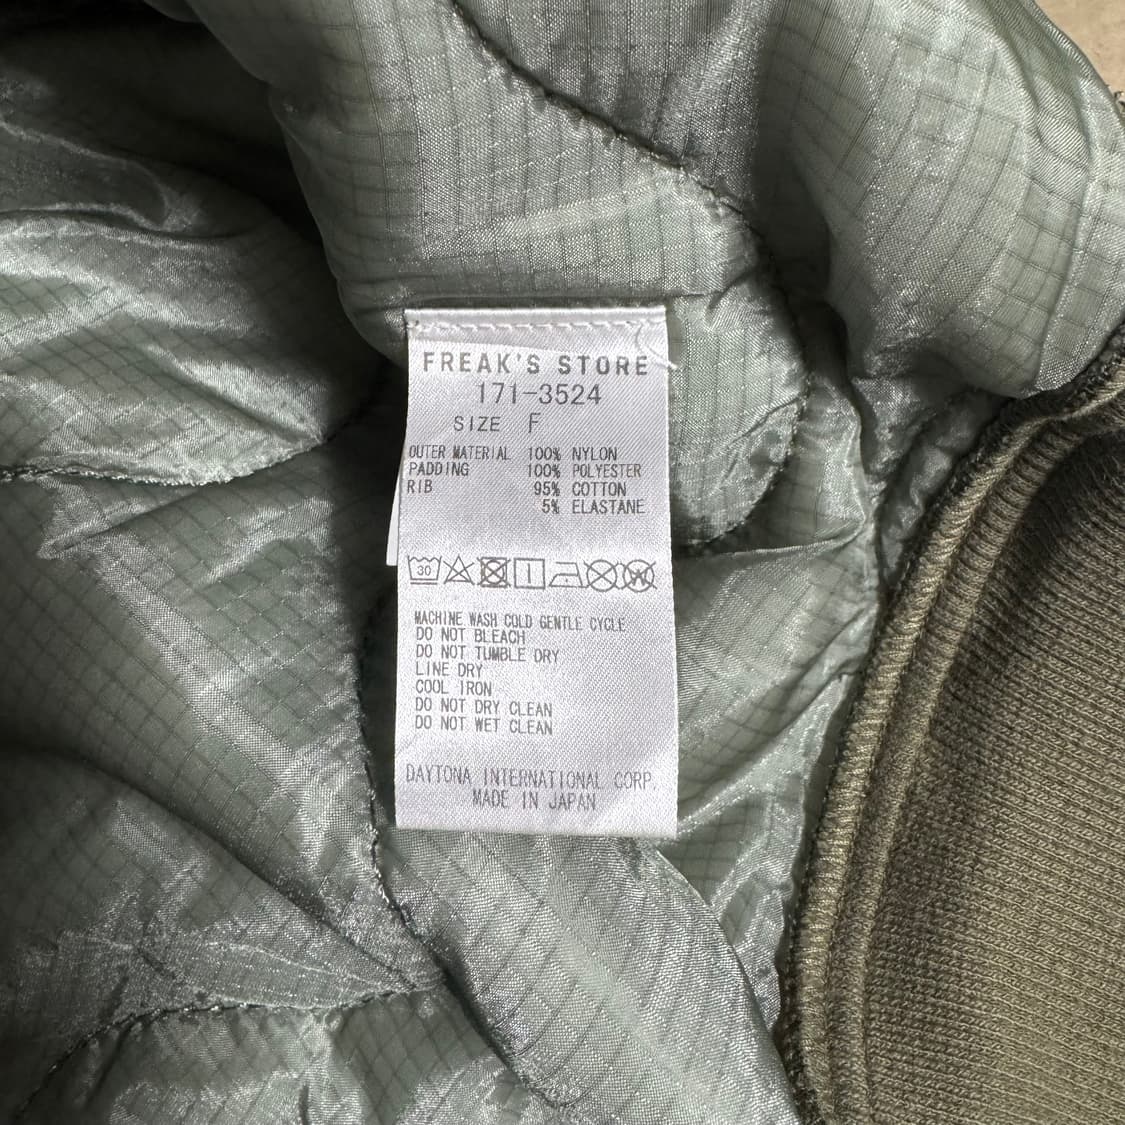 FREAK'S STORE
171-3524
SIZE F
OUTER MATERIAL 100% NYLON
PADDING 100% POLYESTER
RIB 95% COTTON
5% ELASTANE
30 W
MACHINE WASH COLD GENTLE CYCLE
DO NOT BLEACH
DO NOT TUMBLE DRY
LINE DRY
COOL IRON
DO NOT DRY CLEAN
DO NOT WET CLEAN
DAYTONA INTERNATIONAL CORP.
MADE IN JAPAN